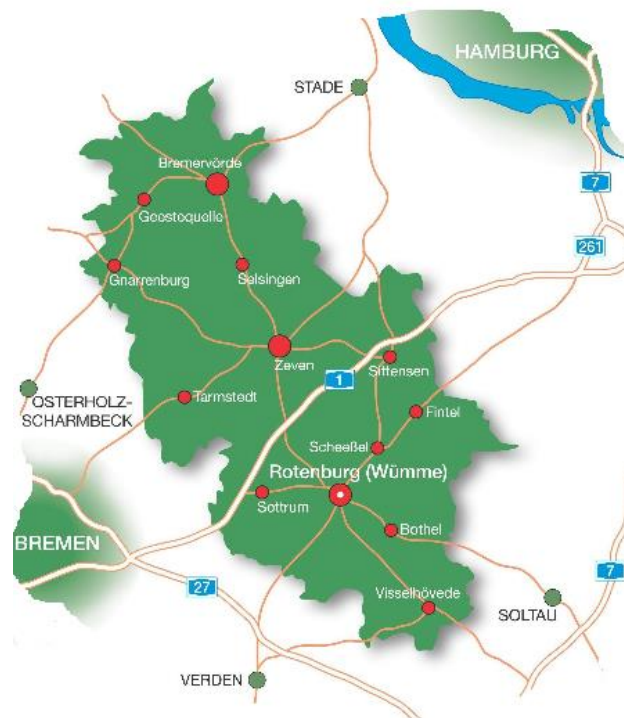 HAMBURG
STADE
Bremervörde
7
Geestequelle
261
Gnarrenburg
Selsingen
Zeven
Sittensen
1
OSTERHOLZ-
SCHARMBECK
Tarmstedt
Fintel
Scheeßel
Rotenburg (Wümme)
Sottrum
Bothel
BREMEN
7
27
Visselhövede
SOLTAU
VERDEN